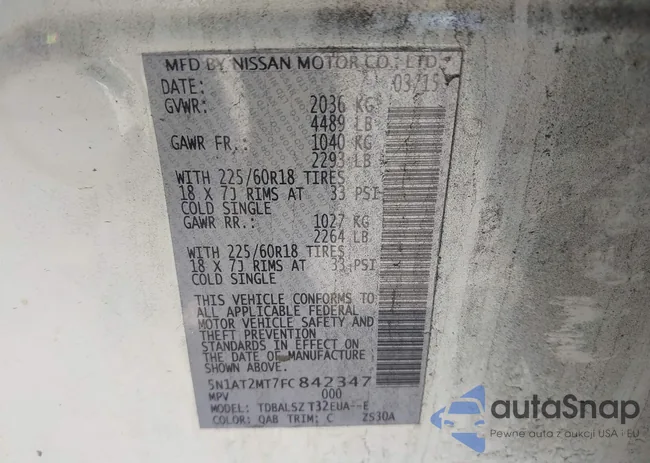 MFD BY NISSAN MOTOR CO., LTD.
DATE: 03/15
GVWR: 2036 KG
4489 LB
GAWR FR.: 1040 KG
2293 LB
WITH 225/60R18 TIRES
18 X 7J RIMS AT 33 PSI
COLD SINGLE
GAWR RR.: 1027 KG
2264 LB
WITH 225/60R18 TIRES
18 X 7J RIMS AT 33 PSI
COLD SINGLE
THIS VEHICLE CONFORMS TO
ALL APPLICABLE FEDERAL
MOTOR VEHICLE SAFETY AND
THEFT PREVENTION
STANDARDS IN EFFECT ON
THE DATE OF MANUFACTURE
SHOWN ABOVE.
5N1AT2MT7FC842347
MPV 000
MODEL: TDBALSZ T32EUA--E
COLOR: QAB TRIM: C ZS30A
autoSnap
Pewne auta z aukcji USA i EU